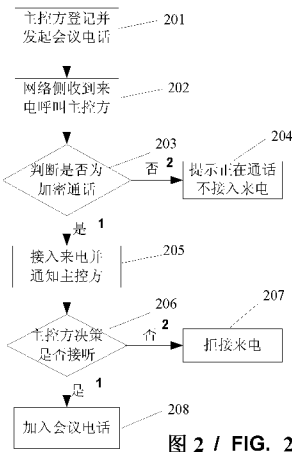 主控方登记并
发起会议电话
201
网络侧收到来
电呼叫主控方
202
203
判断是否为
加密通话
否 2
204
提示正在通话
不接入来电
是 1
接入来电并
通知主控方
205
206
主控方决策
是否接听
否 2
207
拒接来电
是 1
208
加入会议电话
图 2 / FIG. 2